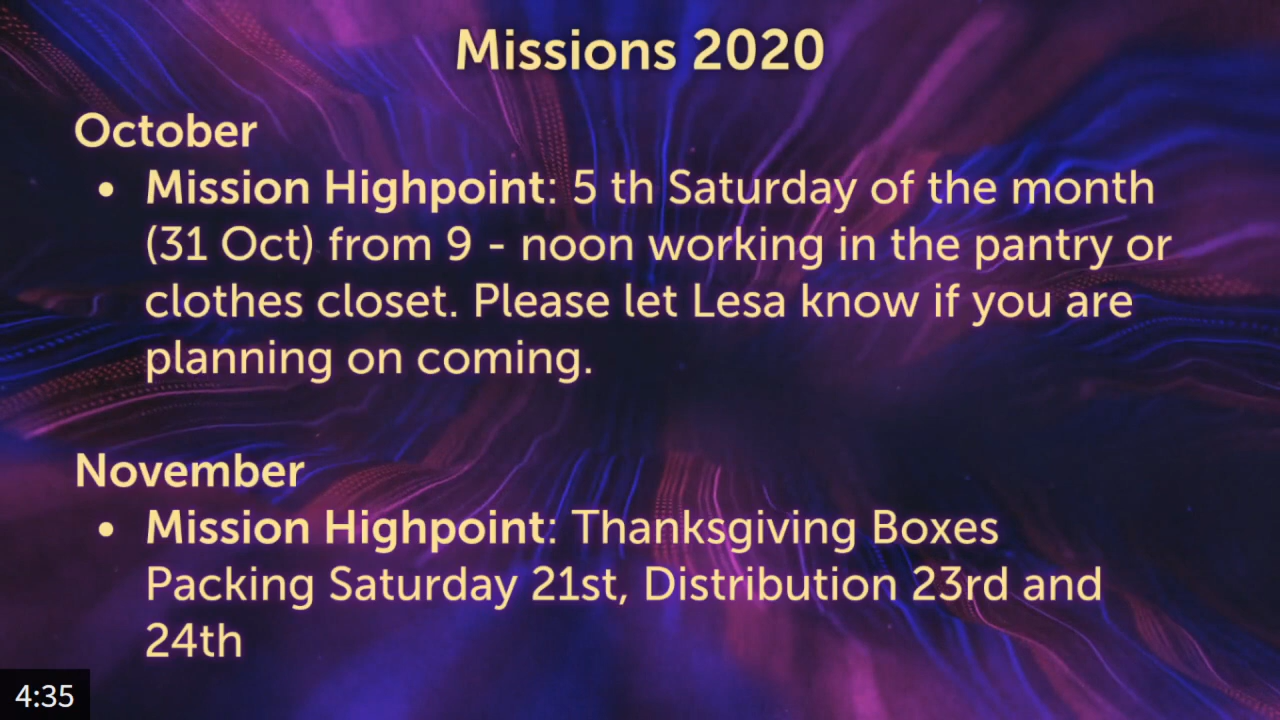 Missions 2020
October
• Mission Highpoint: 5 th Saturday of the month
(31 Oct) from 9 - noon working in the pantry or
clothes closet. Please let Lesa know if you are
planning on coming.
November
• Mission Highpoint: Thanksgiving Boxes
Packing Saturday 21st, Distribution 23rd and
24th
4:35